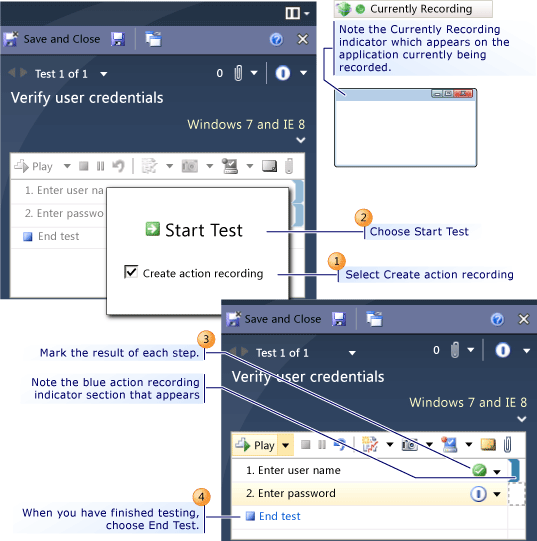 Currently Recording
Note the Currently Recording
indicator which appears on the
application currently being
recorded.
Save and Close
Test 1 of 1
0
Verify user credentials
Windows 7 and IE 8
Play
1. Enter user na
2. Enter passwo
End test
Start Test
Create action recording
2
Choose Start Test
1
Select Create action recording
Save and Close
3
Mark the result of each step.
Test 1 of 1
0
Note the blue action recording
indicator section that appears
Verify user credentials
Windows 7 and IE 8
Play
1. Enter user name
2. Enter password
End test
4
When you have finished testing,
choose End Test.